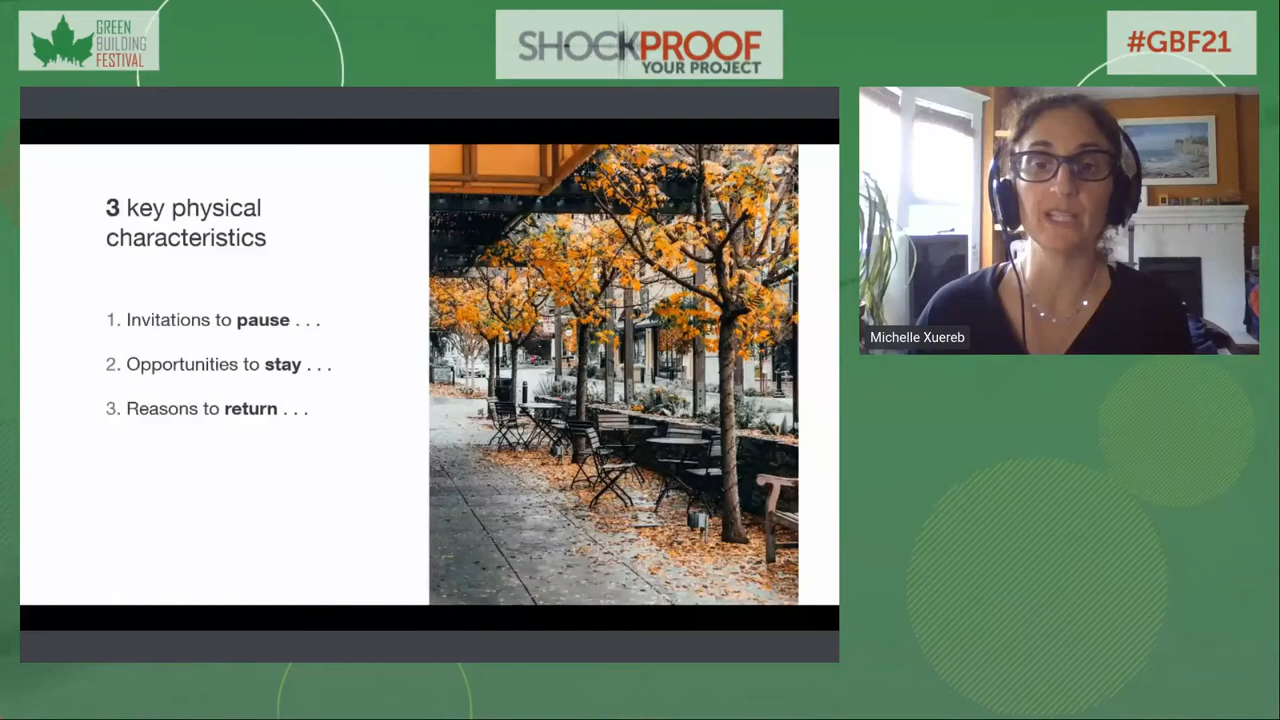 GREEN
BUILDING
FESTIVAL
SHOCKPROOF
YOUR PROJECT
#GBF21
3 key physical
characteristics
1. Invitations to pause . . .
2. Opportunities to stay . . .
3. Reasons to return . . .
Michelle Xuereb